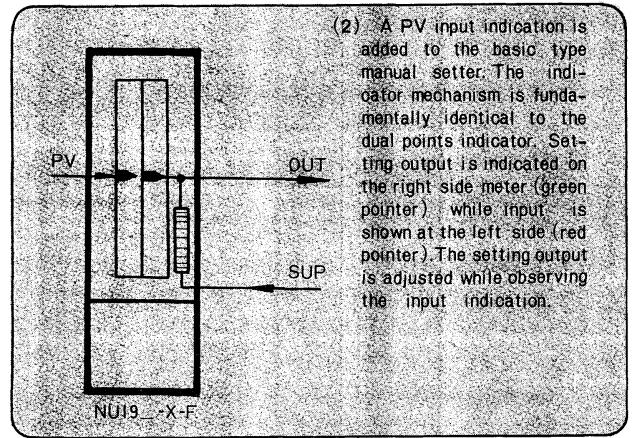 (2) A PV input indication is
added to the basic type
manual setter. The indi-
cator mechanism is funda-
mentally identical to the
dual points indicator. Set-
ting output is indicated on
the right side meter (green
pointer) while input is
shown at the left side (red
pointer). The setting output
is adjusted while observing
the input indication.
PV
OUT
SUP
NU19_-X-F